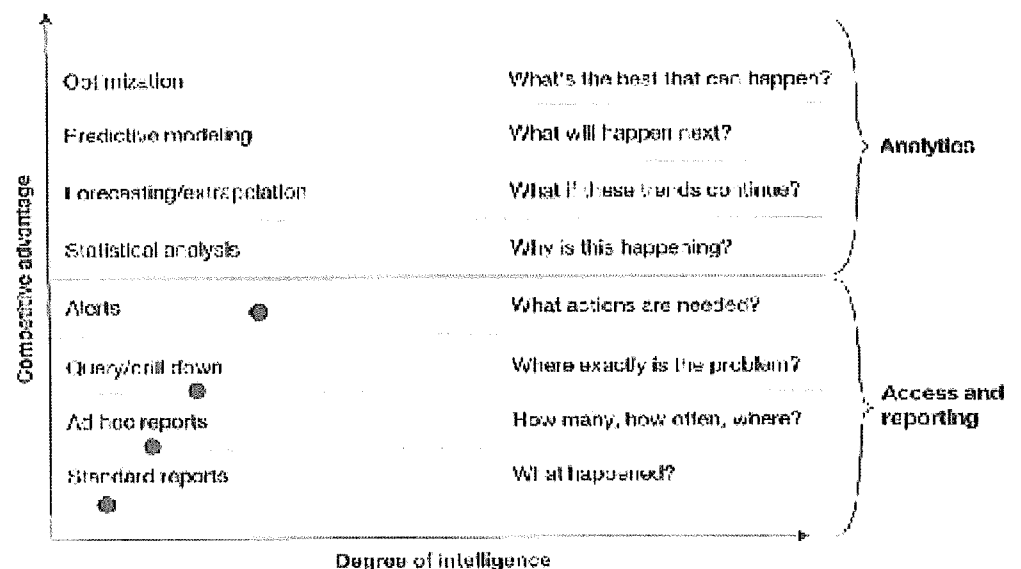 Competitive advantage
Optimization What's the best that can happen?
Predictive modeling What will happen next?
Analytics
Forecasting/extrapolation What if these trends continue?
Statistical analysis Why is this happening?
Alerts What actions are needed?
Query/drill down Where exactly is the problem?
Access and
reporting
Ad hoc reports How many, how often, where?
Standard reports What happened?
Degree of intelligence